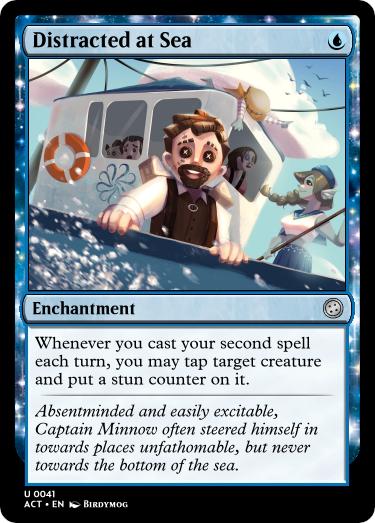 Distracted at Sea
Enchantment
Whenever you cast your second spell
each turn, you may tap target creature
and put a stun counter on it.
Absentminded and easily excitable,
Captain Minnow often steered himself in
towards places unfathomable, but never
towards the bottom of the sea.
U 0041
ACT • EN Birdymog